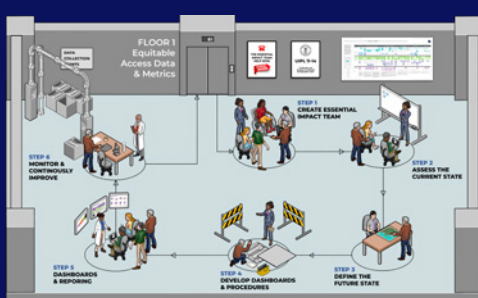 DATA
COLLECTION
POINTS
FLOOR 1
Equitable
Access Data
& Metrics
STEP 1
CREATE ESSENTIAL
IMPACT TEAM
STEP 6
MONITOR &
CONTINOUSLY
IMPROVE
STEP 2
ASSESS THE
CURRENT STATE
STEP 5
DASHBOARDS
& REPORTING
STEP 4
DEVELOP DASHBOARDS
& PROCEDURES
STEP 3
DEFINE THE
FUTURE STATE